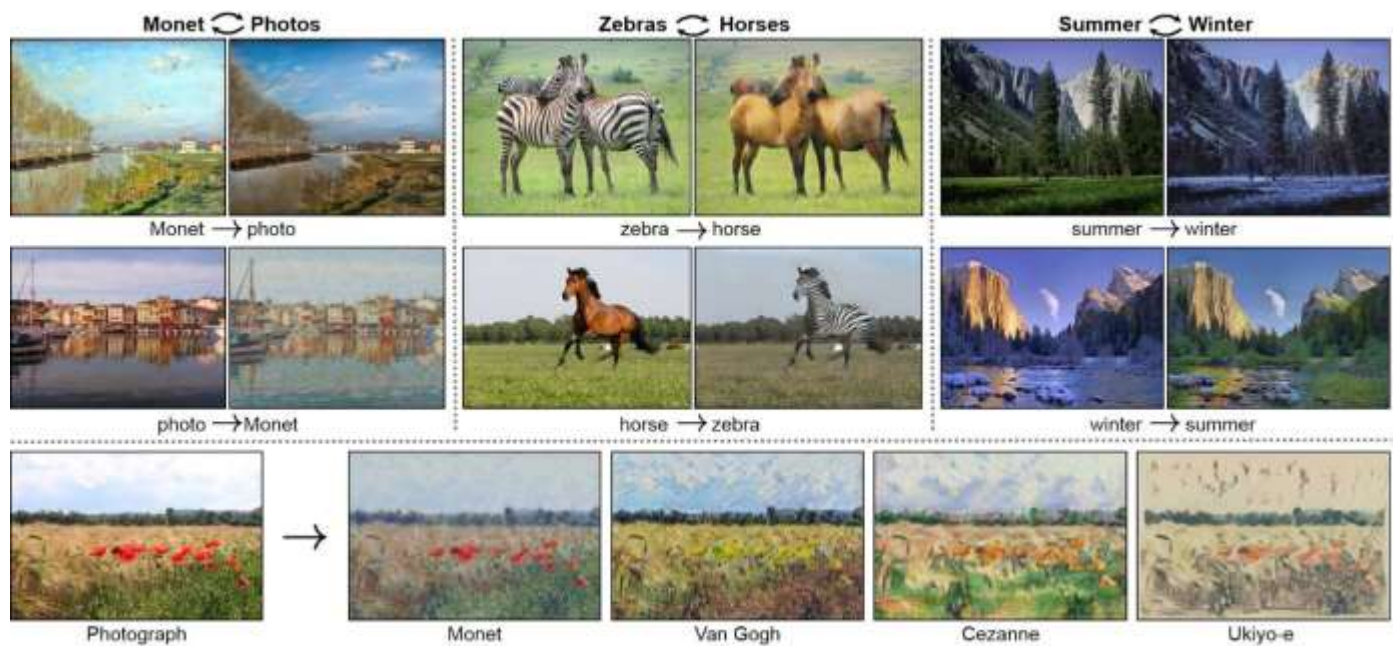 Monet Photos
Zebras Horses
Summer Winter
Monet → photo
zebra → horse
summer → winter
photo → Monet
horse → zebra
winter → summer
Photograph
Monet
Van Gogh
Cezanne
Ukiyo-e